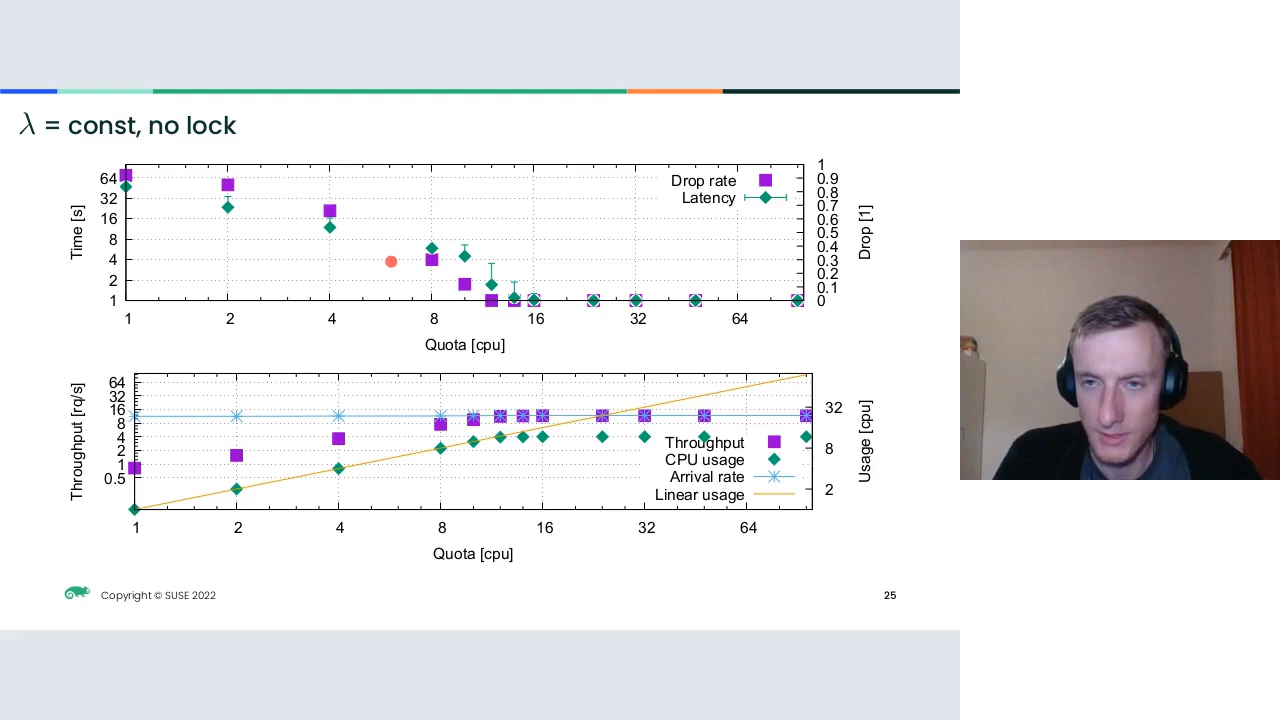 λ = const, no lock
Drop rate
Latency
Time [s]
64
32
16
8
4
2
1
1
0.9
0.8
0.7
0.6
0.5
0.4
0.3
0.2
0.1
0
Drop [1]
1 2 4 8 16 32 64
Quota [cpu]
Throughput [rq/s]
64
32
16
8
4
2
1
0.5
Throughput
CPU usage
Arrival rate
Linear usage
32
8
2
Usage [cpu]
1 2 4 8 16 32 64
Quota [cpu]
Copyright © SUSE 2022
25